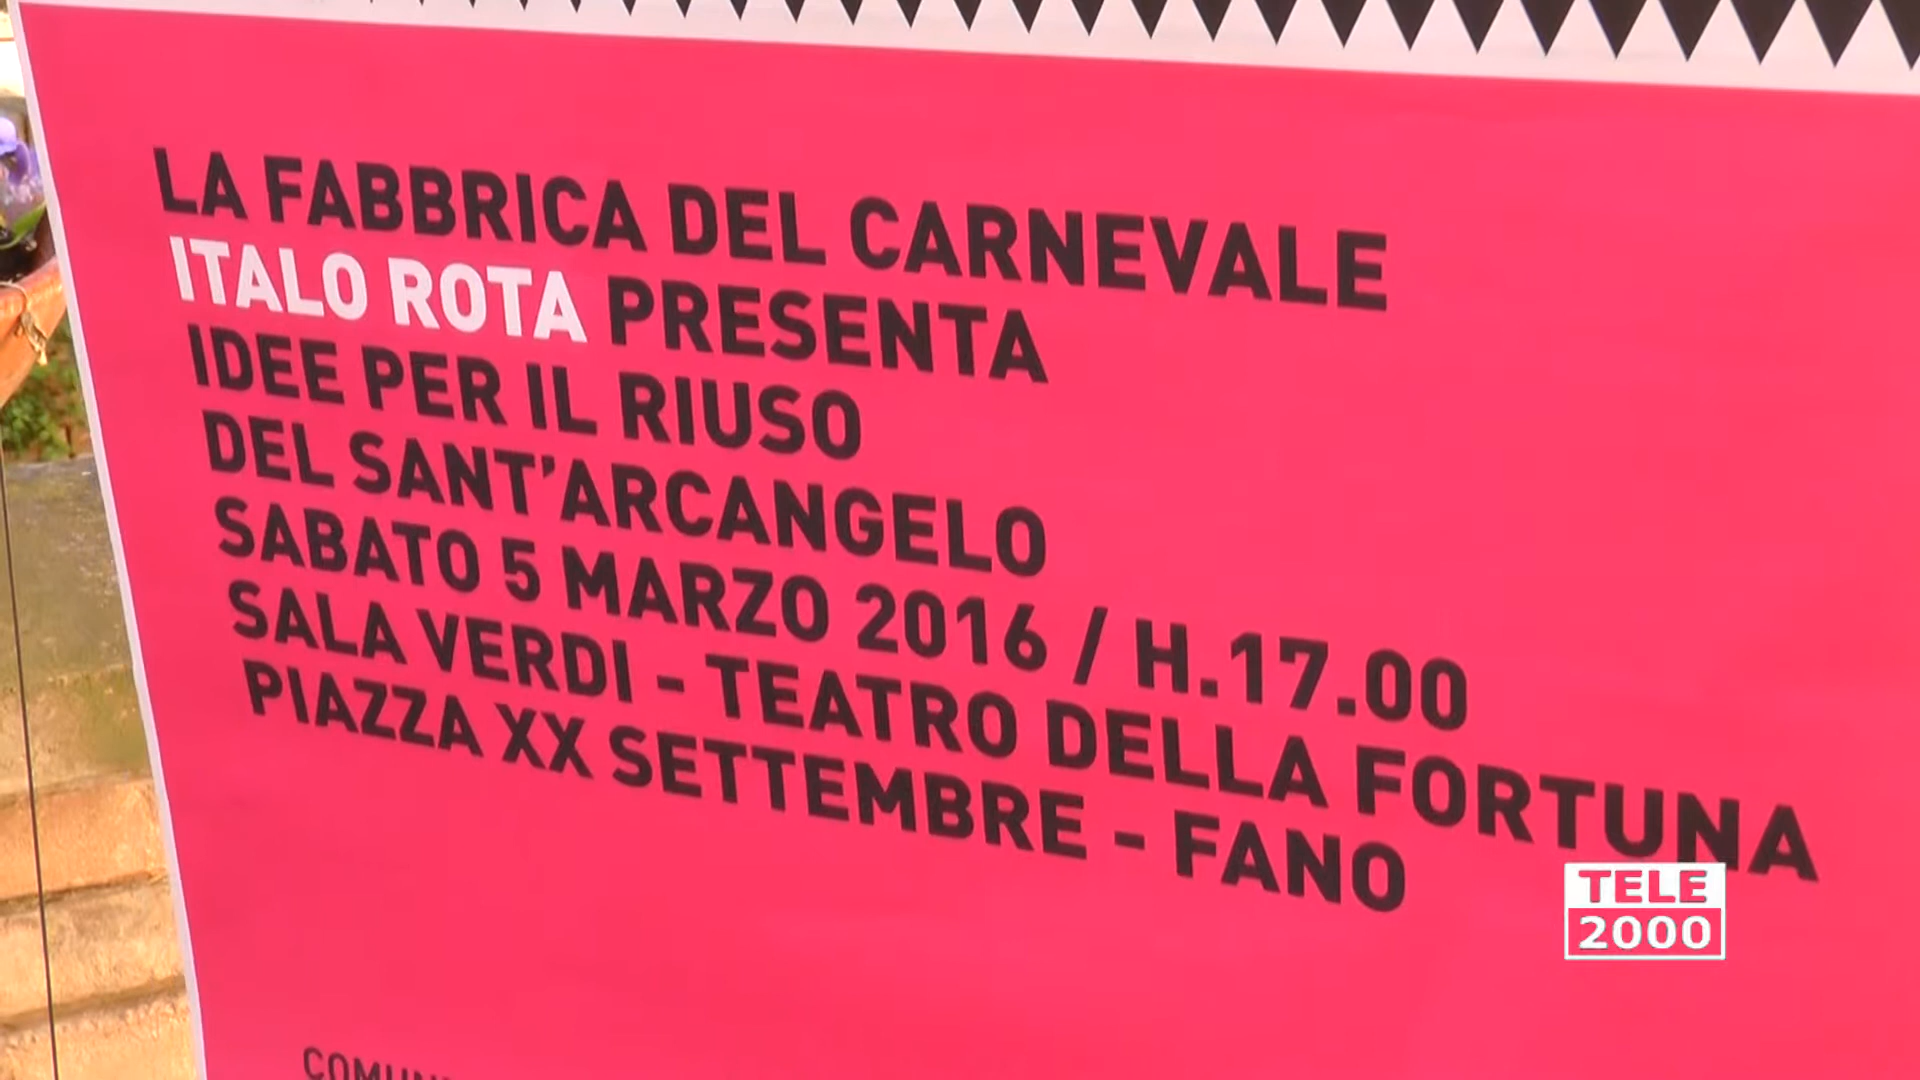 LA FABBRICA DEL CARNEVALE
ITALO ROTA PRESENTA
IDEE PER IL RIUSO
DEL SANT'ARCANGELO
SABATO 5 MARZO 2016 / H.17.00
SALA VERDI - TEATRO DELLA FORTUNA
PIAZZA XX SETTEMBRE - FANO
TELE
2000